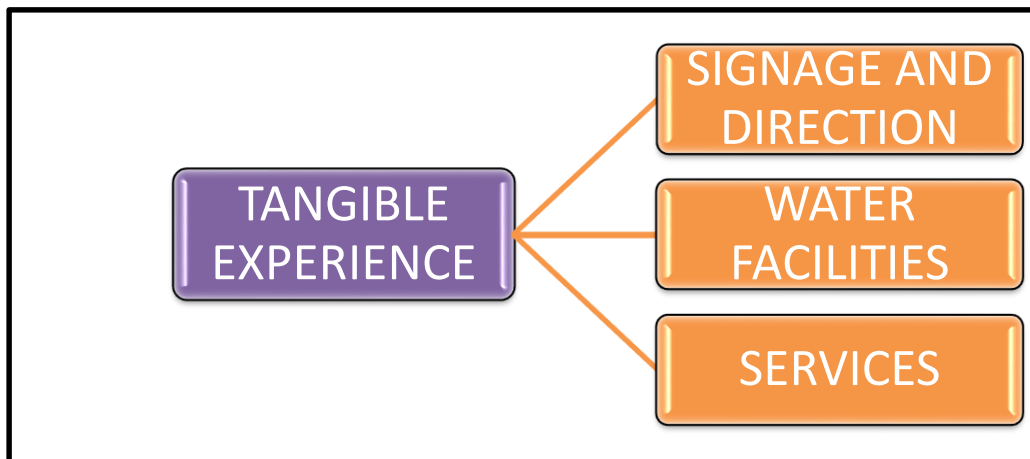 SIGNAGE AND
DIRECTION
TANGIBLE
EXPERIENCE
WATER
FACILITIES
SERVICES